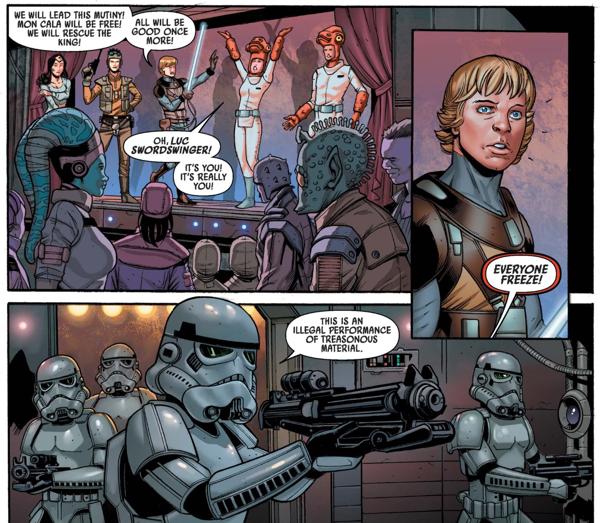 WE WILL LEAD THIS MUTINY!
MON CALA WILL BE FREE!
WE WILL RESCUE THE
KING!
ALL WILL BE
GOOD ONCE
MORE!
OH, LUC
SWORDSWINGER!
IT'S YOU!
IT'S REALLY
YOU!
EVERYONE
FREEZE!
THIS IS AN
ILLEGAL PERFORMANCE
OF TREASONOUS
MATERIAL.